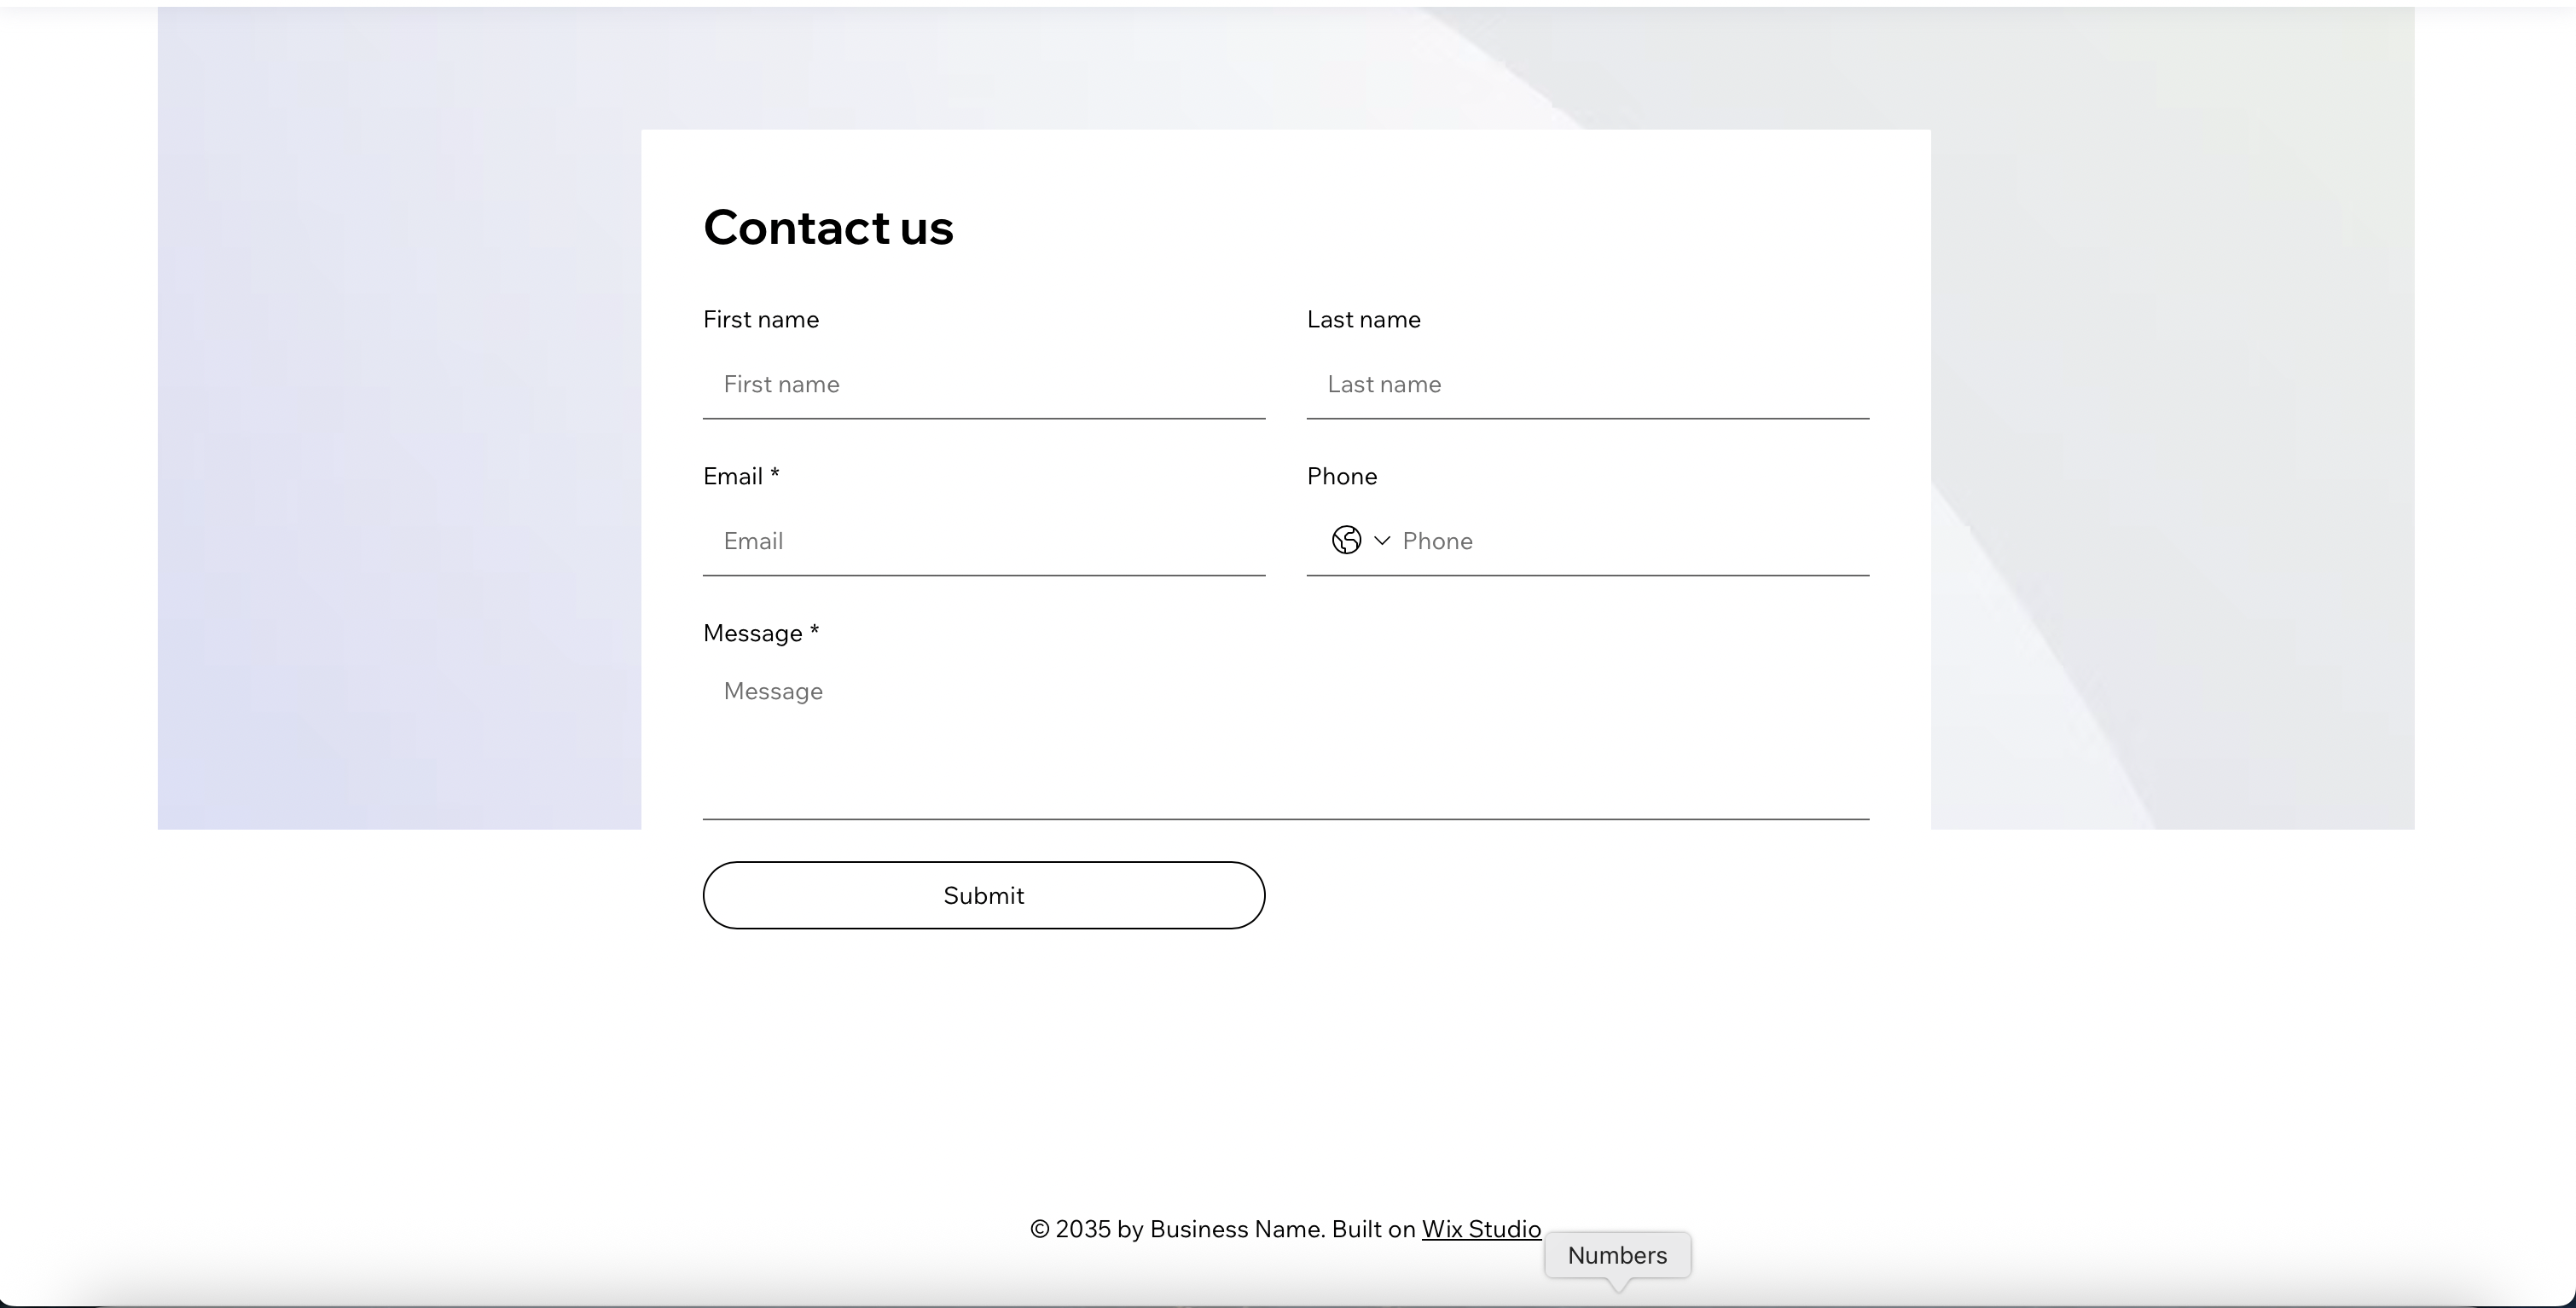 Contact us
First name
Last name
First name
Last name
Email *
Phone
Email
Phone
Message *
Message
Submit
© 2035 by Business Name. Built on Wix Studio
Numbers